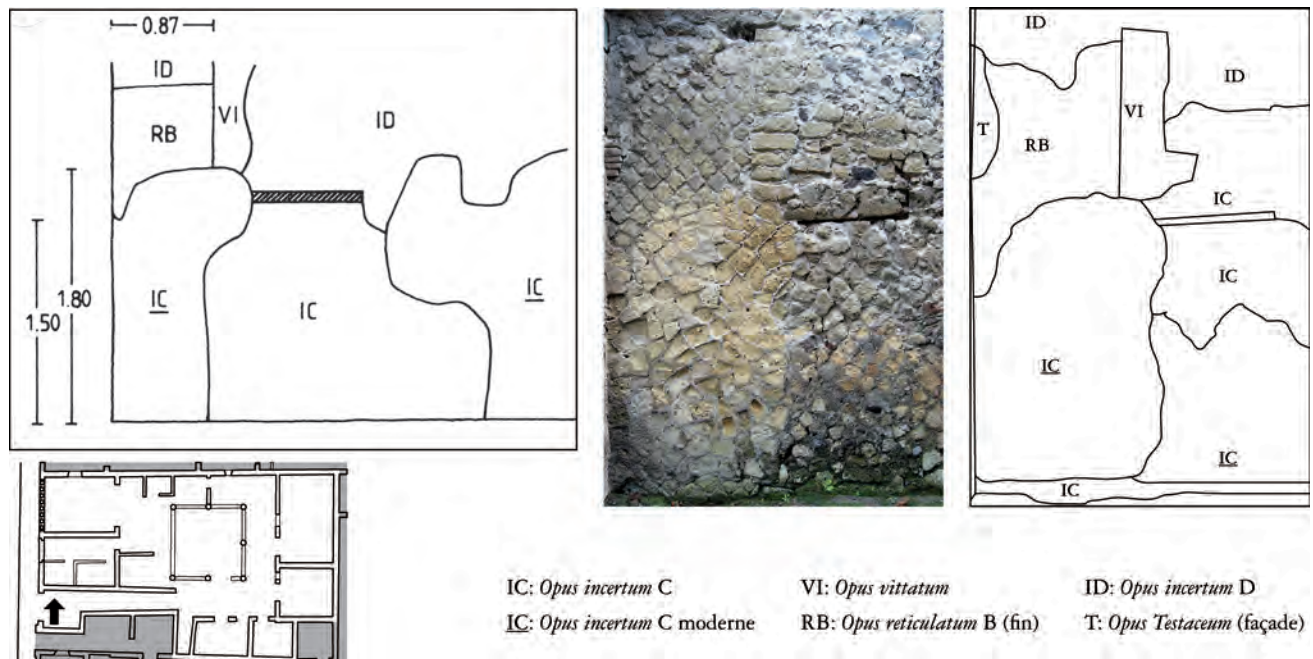 0.87
ID
RB
VI
ID
1.80
1.50
IC
IC
IC
ID
ID
VI
T
RB
IC
IC
IC
IC
IC
IC: Opus incertum C
VI: Opus vittatum
ID: Opus incertum D
IC: Opus incertum C moderne
RB: Opus reticulatum B (fin)
T: Opus Testaceum (façade)